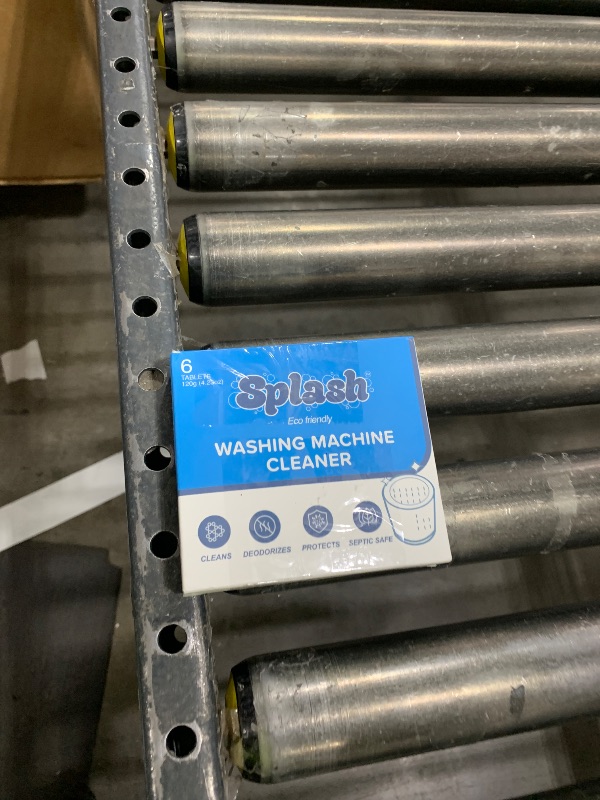 6
TABLETS
120g (4.23oz)
Splash
Eco friendly
WASHING MACHINE
CLEANER
CLEANS DEODORIZES PROTECTS SEPTIC SAFE